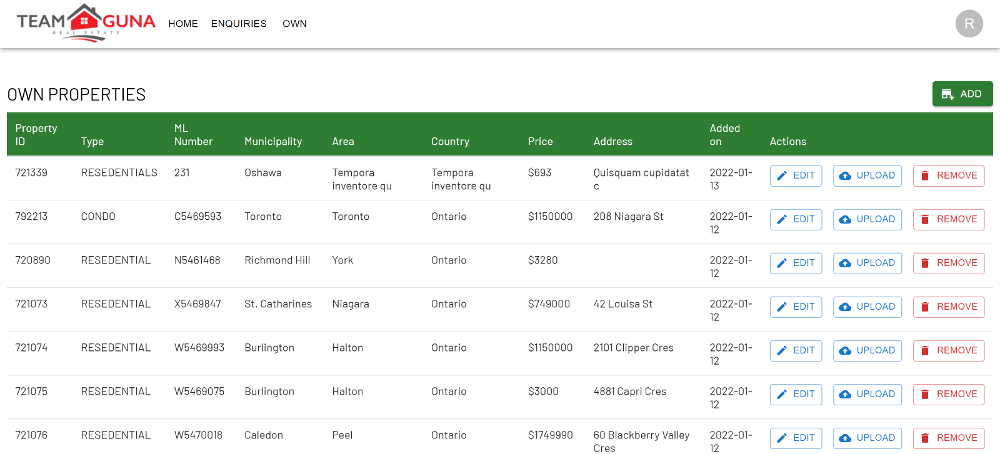 TEAM GUNA
REAL ESTATE
HOME ENQUIRIES OWN
R
OWN PROPERTIES
ADD
Property ID Type ML Number Municipality Area Country Price Address Added on Actions
721339 RESEDENTIALS 231 Oshawa Tempora inventore qu Tempora inventore qu $693 Quisquam cupidatat c 2022-01-13 EDIT UPLOAD REMOVE
792213 CONDO C5469593 Toronto Toronto Ontario $1150000 208 Niagara St 2022-01-12 EDIT UPLOAD REMOVE
720890 RESEDENTIAL N5461468 Richmond Hill York Ontario $3280 2022-01-12 EDIT UPLOAD REMOVE
721073 RESEDENTIAL X5469847 St. Catharines Niagara Ontario $749000 42 Louisa St 2022-01-12 EDIT UPLOAD REMOVE
721074 RESEDENTIAL W5469993 Burlington Halton Ontario $1150000 2101 Clipper Cres 2022-01-12 EDIT UPLOAD REMOVE
721075 RESEDENTIAL W5469075 Burlington Halton Ontario $3000 4881 Capri Cres 2022-01-12 EDIT UPLOAD REMOVE
721076 RESEDENTIAL W5470018 Caledon Peel Ontario $1749990 60 Blackberry Valley Cres 2022-01-12 EDIT UPLOAD REMOVE